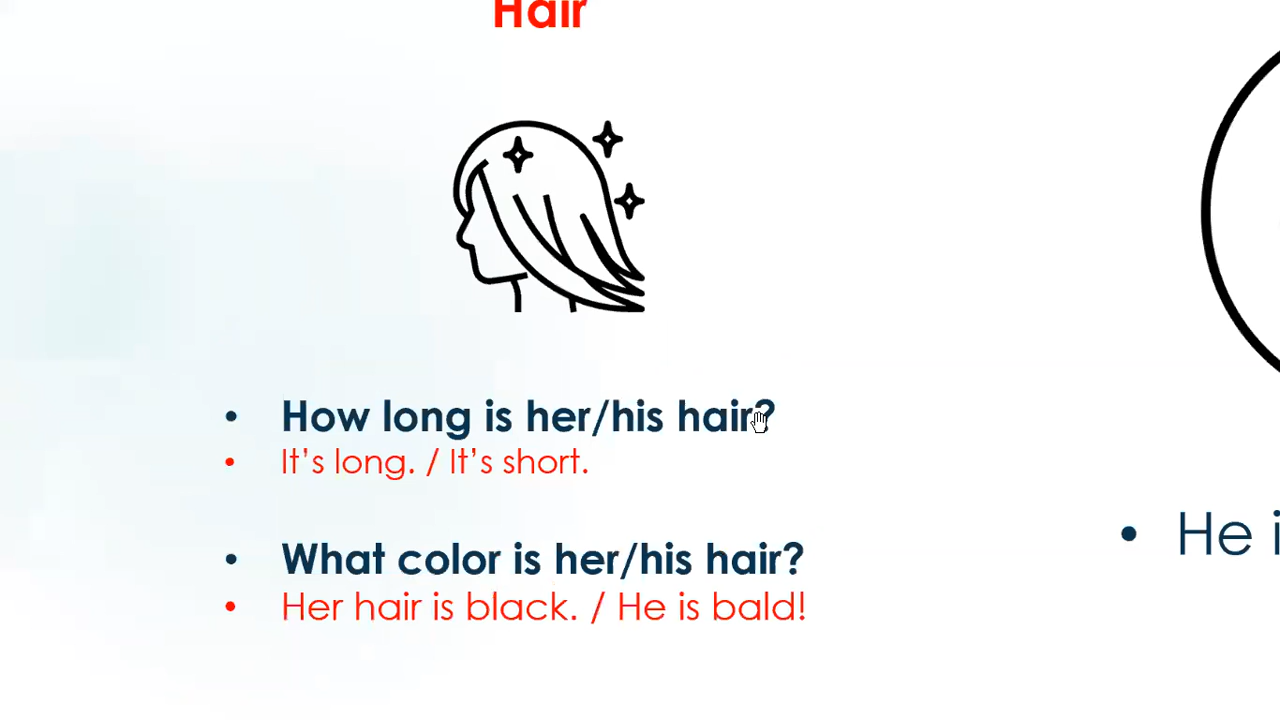 Hair
• How long is her/his hair?
• It's long. / It's short.
• What color is her/his hair?
• Her hair is black. / He is bald!
• He